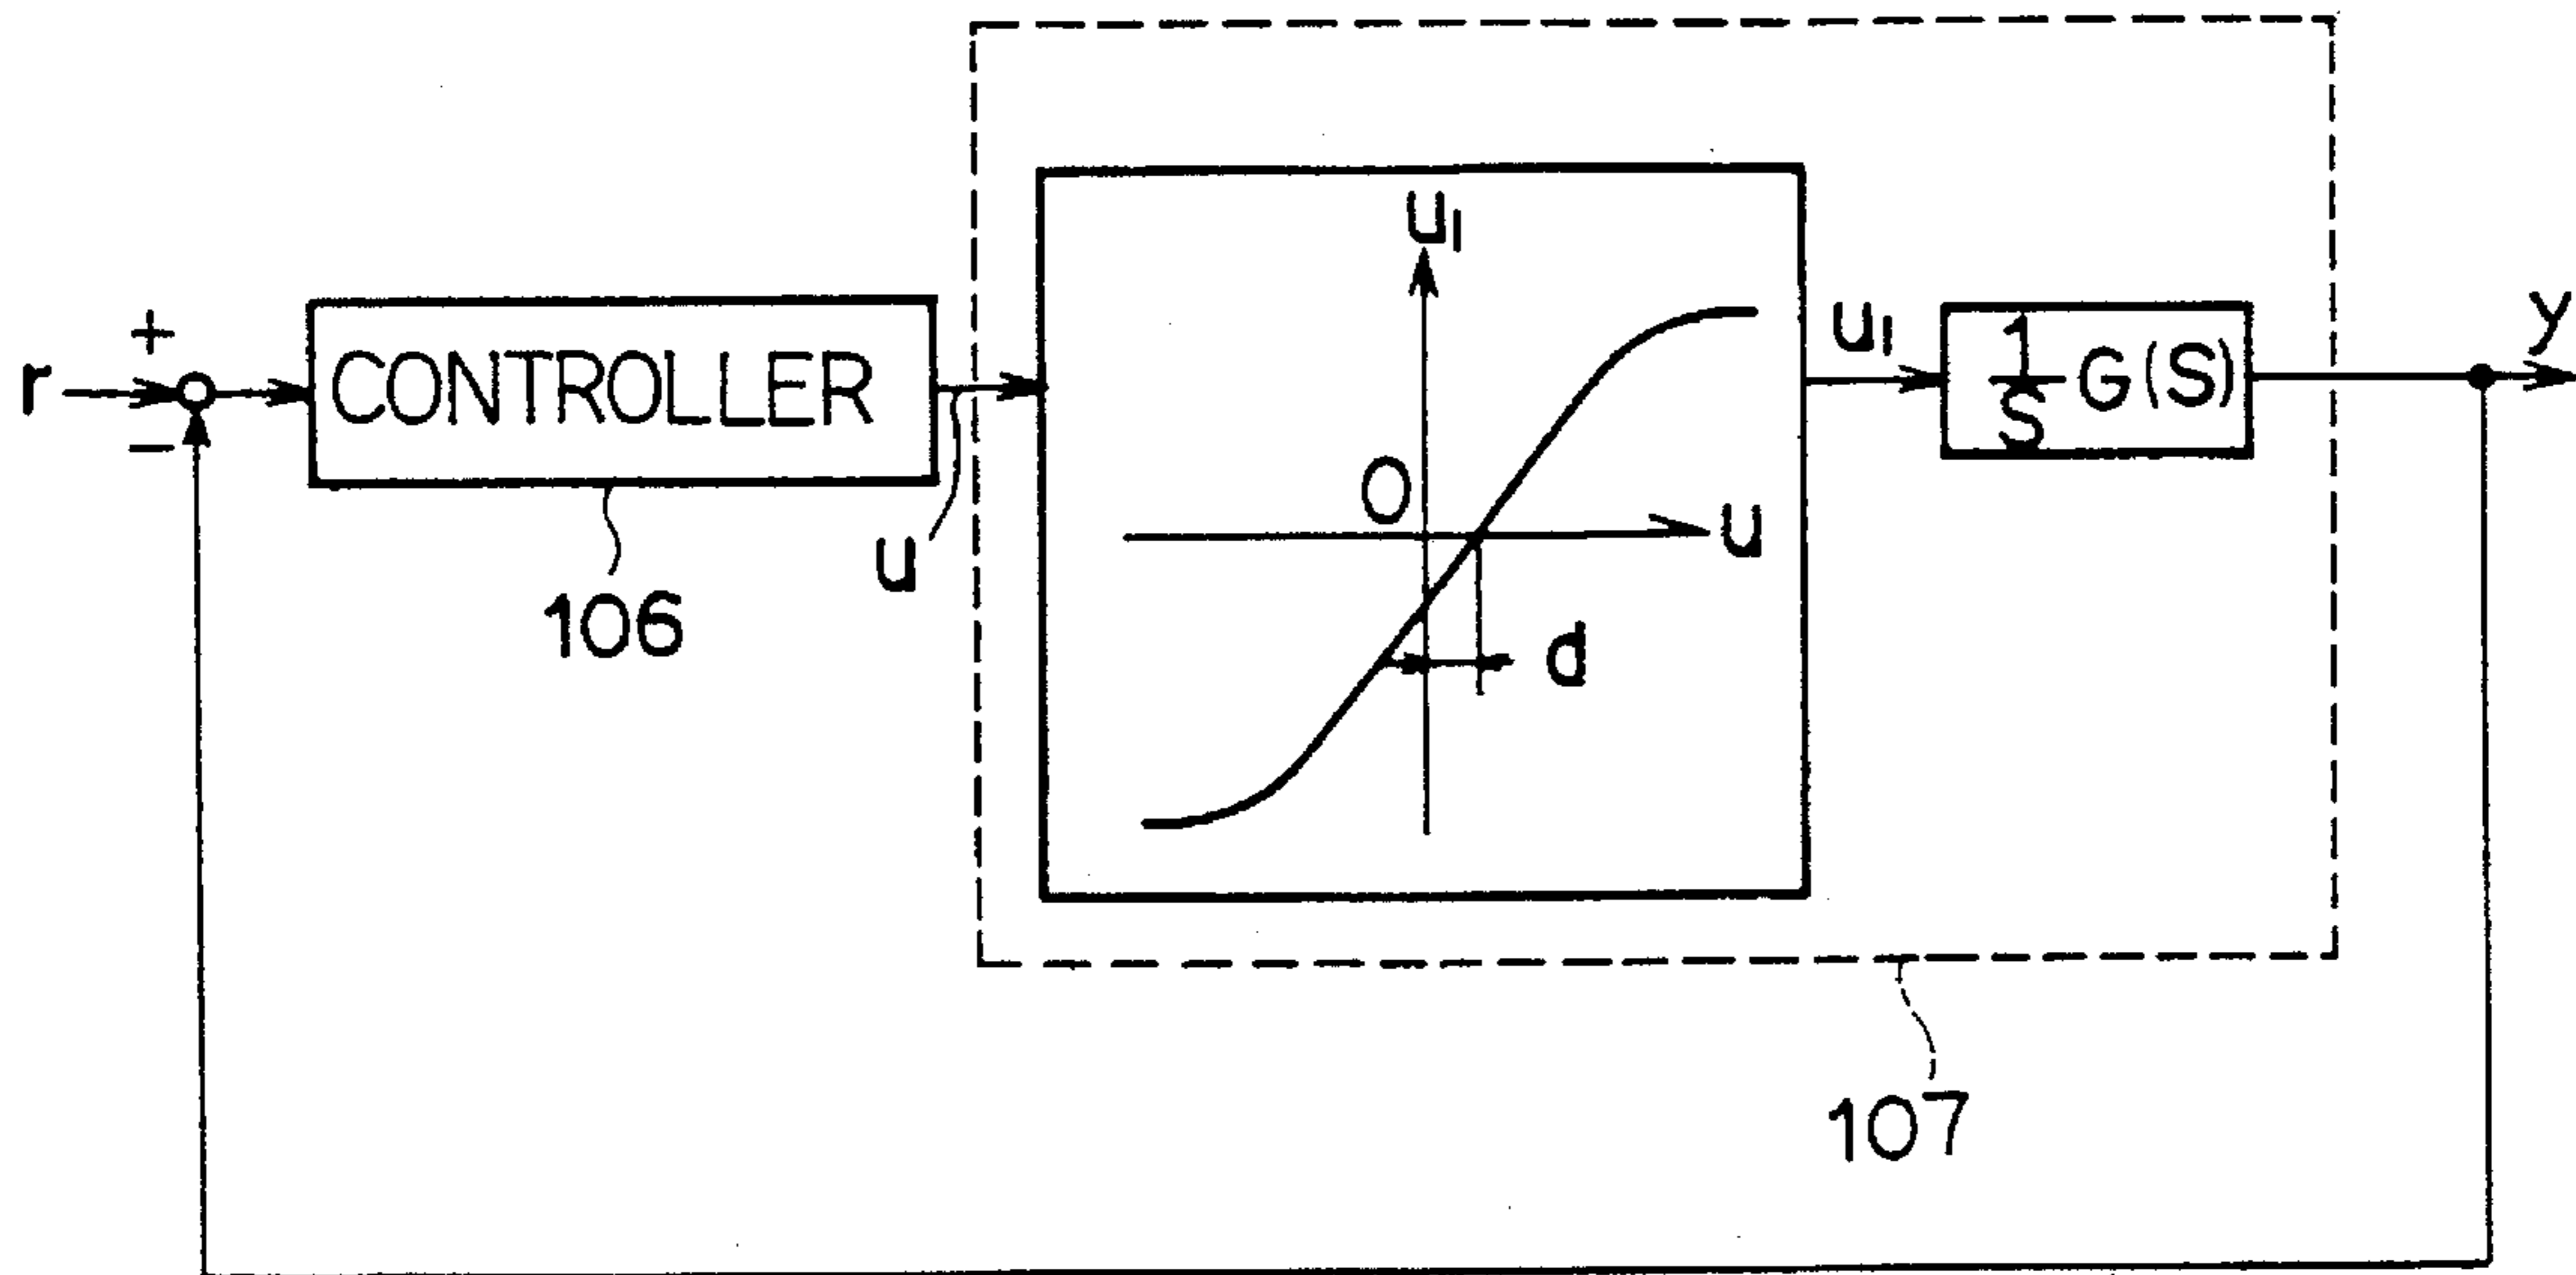 r
+
−
CONTROLLER
106
u
u₁
O
u
d
u₁
1/S G(S)
y
107